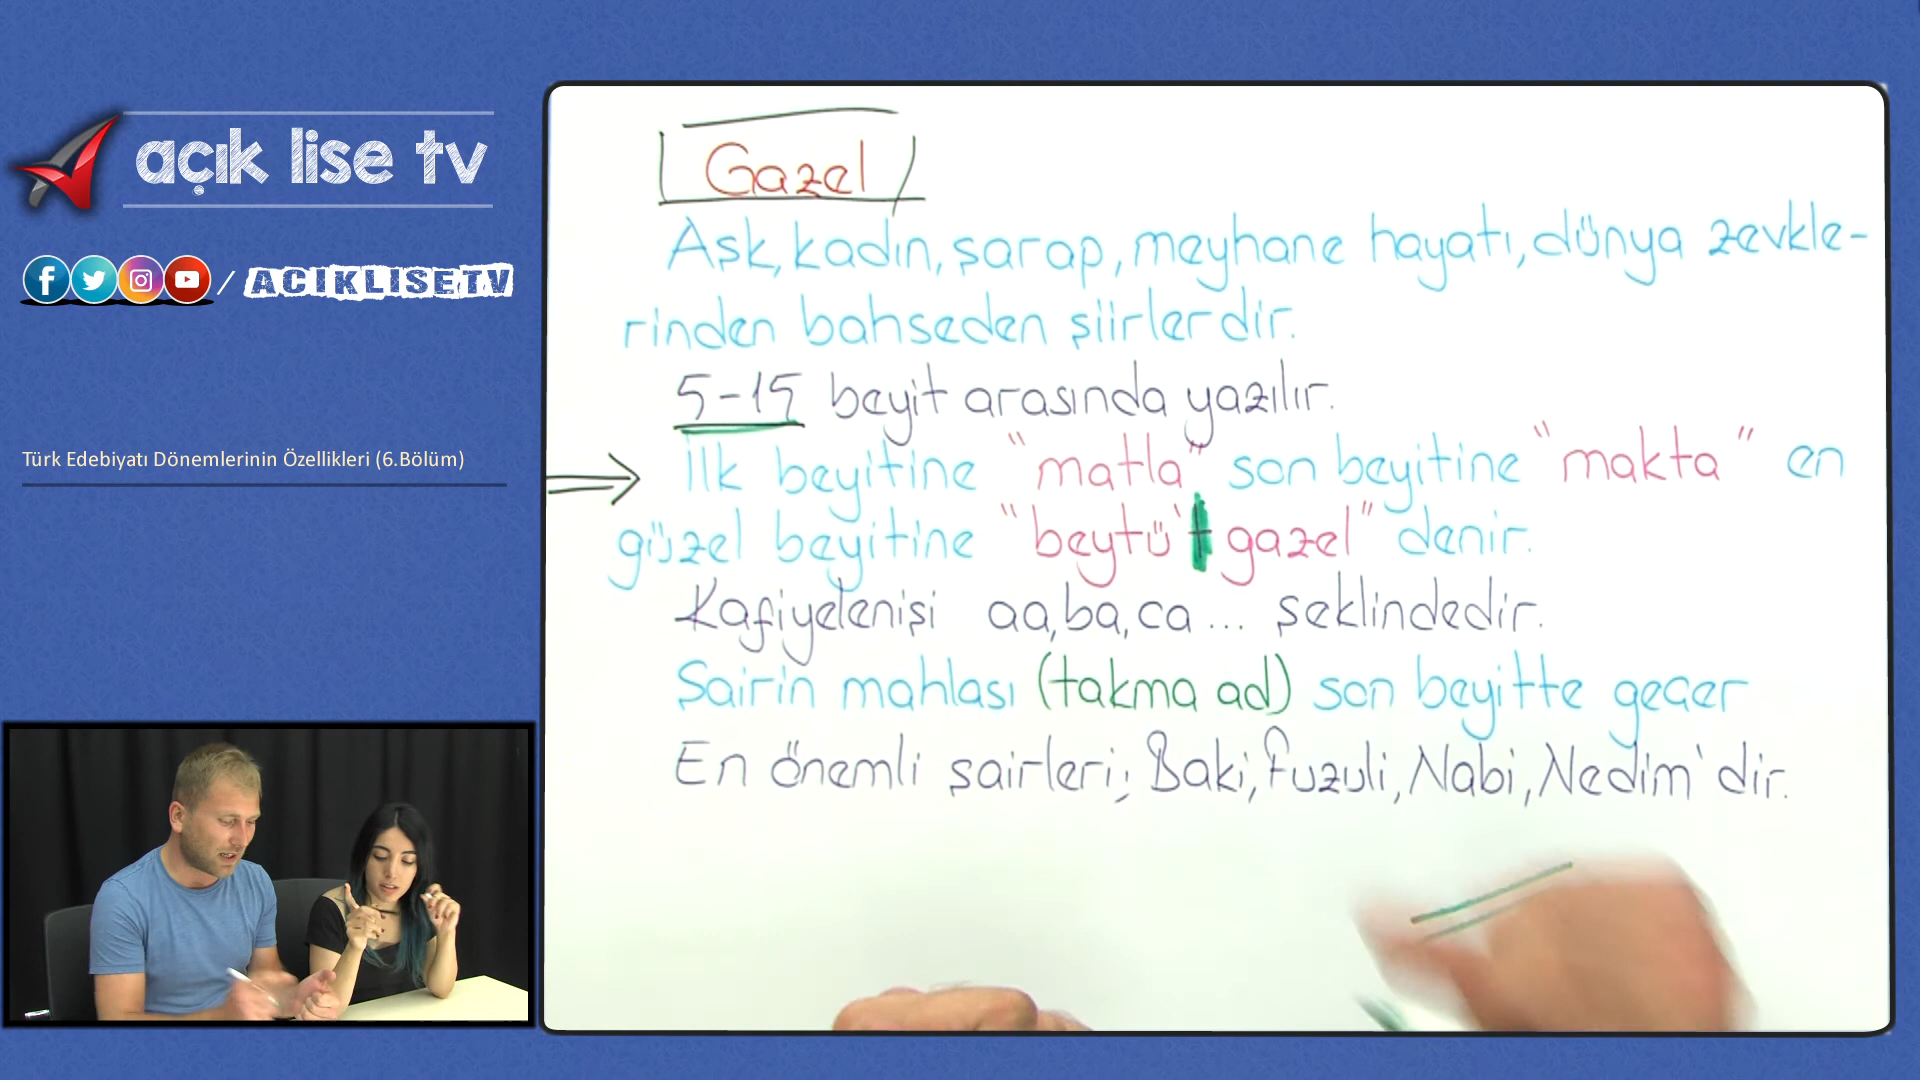 açık lise tv
/ ACIKLISETV
Türk Edebiyatı Dönemlerinin Özellikleri (6.Bölüm)
Gazel
Aşk, kadın, şarap, meyhane hayatı, dünya zevkle-
rinden bahseden şiirlerdir.
5-15 beyit arasında yazılır.
İlk beyitine "matla" son beyitine "makta" en
güzel beyitine "beytü'l gazel" denir.
Kafiyelenişi aa, ba, ca... şeklindedir.
Şairin mahlası (takma ad) son beyitte geçer
En önemli şairleri; Baki, Fuzuli, Nabi, Nedim'dir.